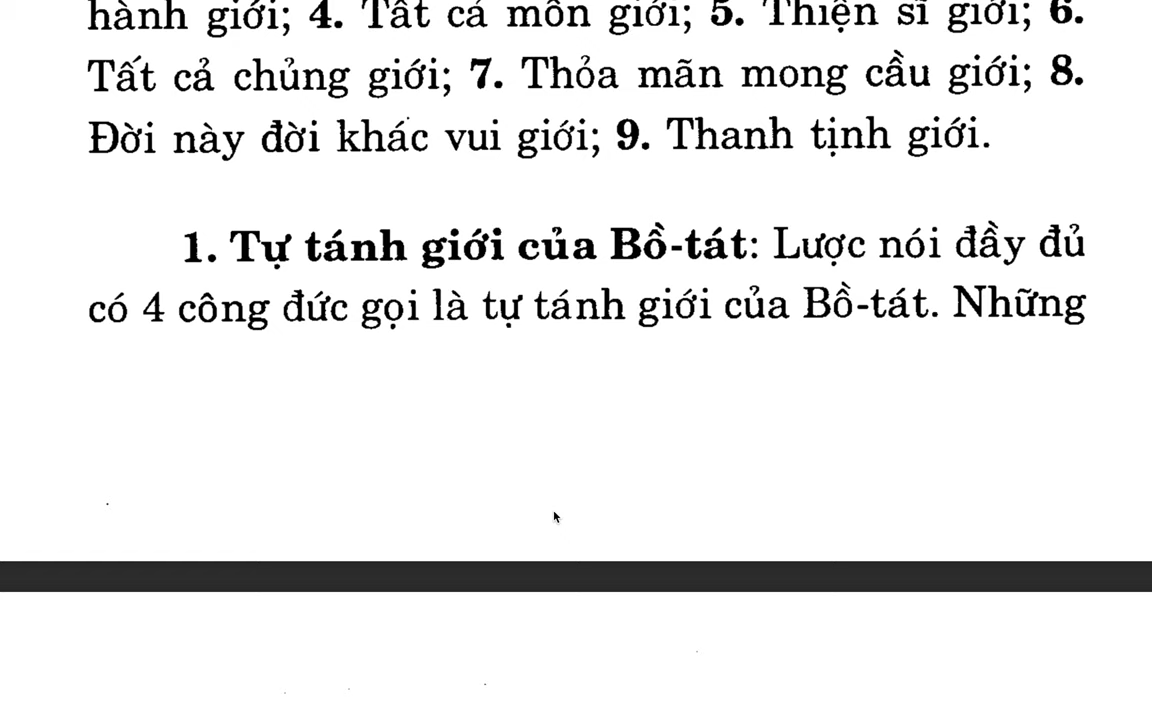 hành giới; 4. Tất cả môn giới; 5. Thiện sĩ giới; 6.
Tất cả chủng giới; 7. Thỏa mãn mong cầu giới; 8.
Đời này đời khác vui giới; 9. Thanh tịnh giới.
1. Tự tánh giới của Bồ-tát: Lược nói đầy đủ
có 4 công đức gọi là tự tánh giới của Bồ-tát. Những